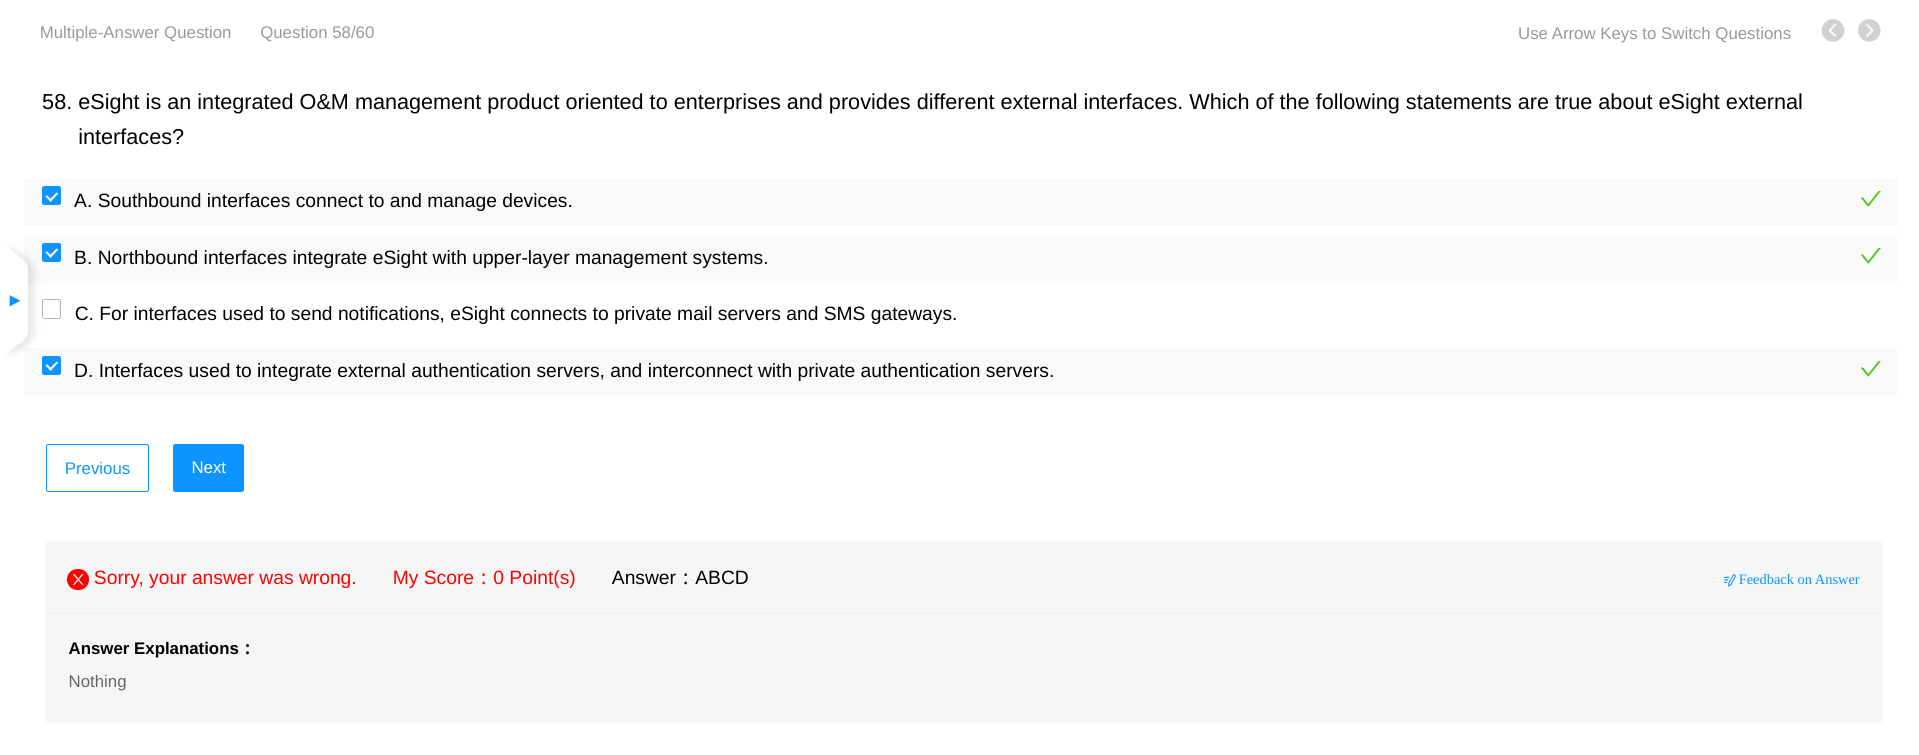 Multiple-Answer Question Question 58/60 Use Arrow Keys to Switch Questions
58. eSight is an integrated O&M management product oriented to enterprises and provides different external interfaces. Which of the following statements are true about eSight external
interfaces?
A. Southbound interfaces connect to and manage devices.
B. Northbound interfaces integrate eSight with upper-layer management systems.
C. For interfaces used to send notifications, eSight connects to private mail servers and SMS gateways.
D. Interfaces used to integrate external authentication servers, and interconnect with private authentication servers.
Previous Next
Sorry, your answer was wrong. My Score：0 Point(s) Answer：ABCD Feedback on Answer
Answer Explanations：
Nothing